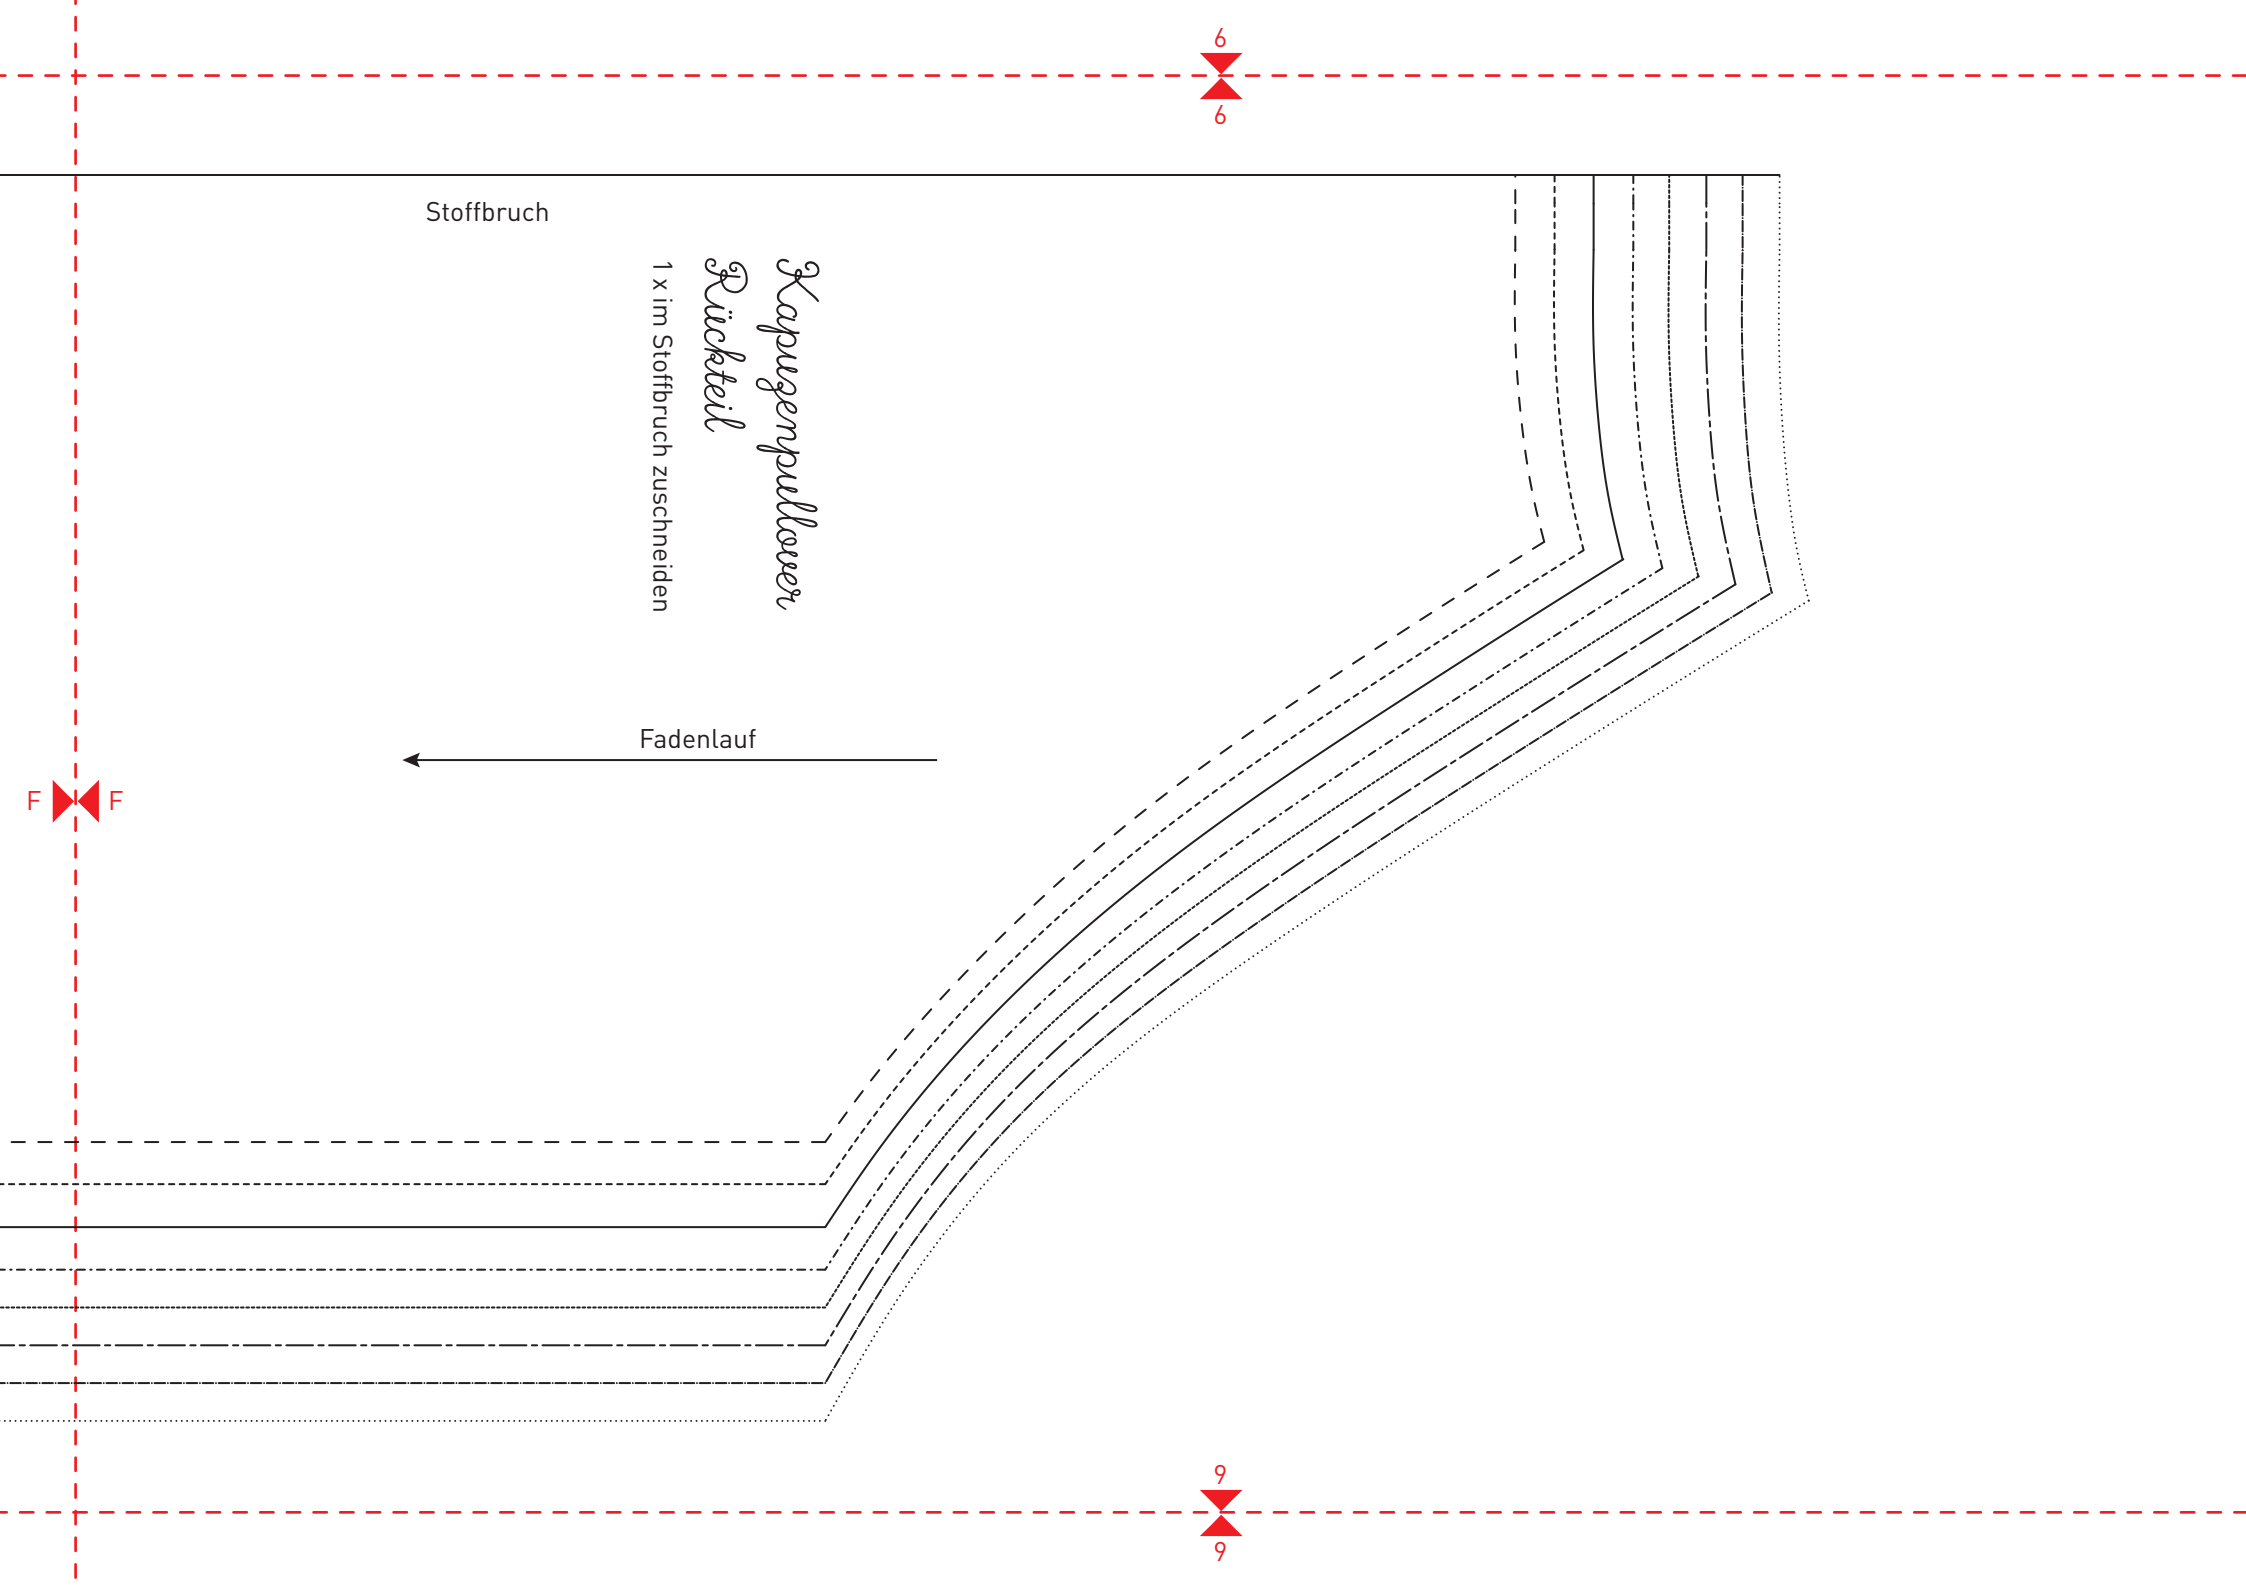 6
6
Stoffbruch
Kapuzenpullover
Rückteil
1 x im Stoffbruch zuschneiden
Fadenlauf
F F
9
9